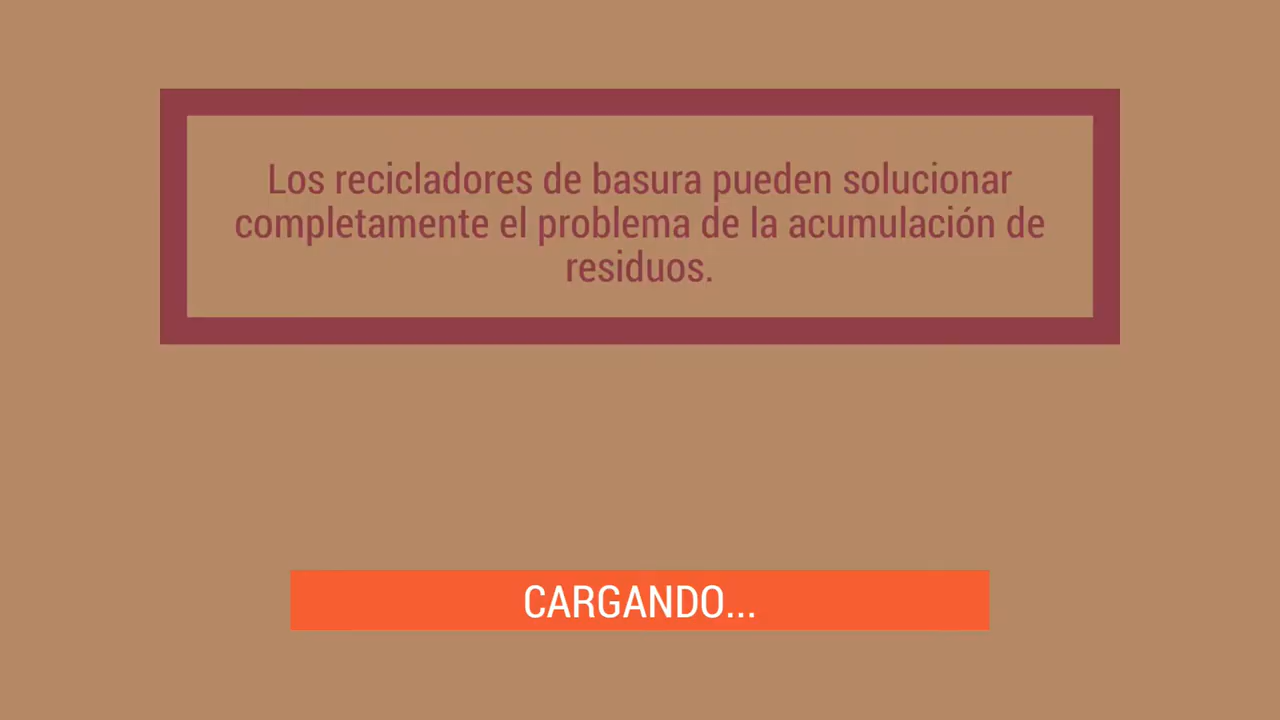 Los recicladores de basura pueden solucionar
completamente el problema de la acumulación de
residuos.
CARGANDO...